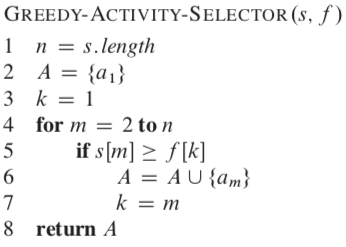 GREEDY-ACTIVITY-SELECTOR(s, f)
1 n = s.length
2 A = {a₁}
3 k = 1
4 for m = 2 to n
5 if s[m] ≥ f[k]
6 A = A ∪ {aₘ}
7 k = m
8 return A